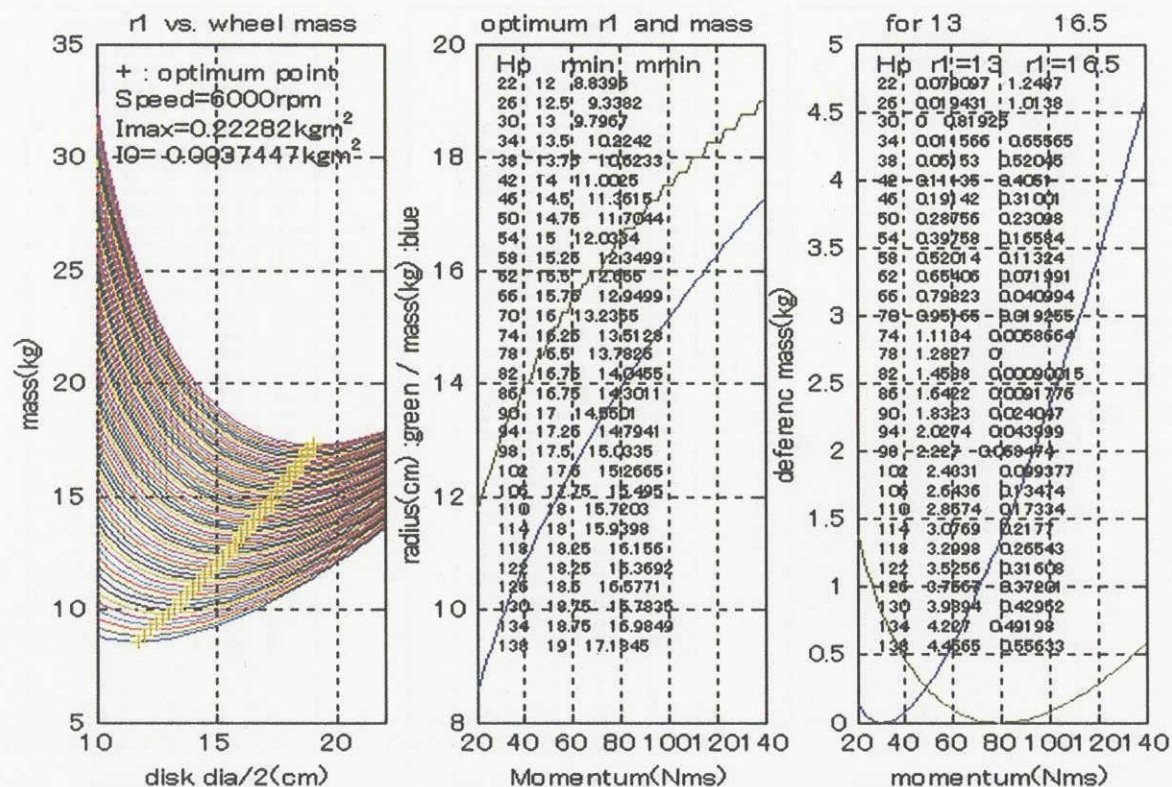 r1 vs. wheel mass
+ : optimum point
Speed=6000rpm
Imax=0.22282kgm²
I0= 0.0037447kgm²
35
30
25
20
15
10
5
10 15 20
mass(kg)
disk dia/2(cm)
optimum r1 and mass
Hp rmin mrmin
22 12 8.8395
26 12.5 9.3382
30 13 9.7967
34 13.5 10.2242
38 13.75 10.6233
42 14 11.0025
46 14.5 11.3615
50 14.75 11.7044
54 15 12.0334
58 15.25 12.3499
62 15.5 12.655
66 15.75 12.9499
70 16 13.2355
74 16.25 13.5128
78 16.5 13.7825
82 16.75 14.0455
86 16.75 14.3011
90 17 14.5501
94 17.25 14.7941
98 17.5 15.0335
102 17.5 15.2665
106 17.75 15.495
110 18 15.7203
114 18 15.9398
118 18.25 16.156
122 18.25 16.3692
126 18.5 16.5771
130 18.75 16.7835
134 18.75 16.9849
138 19 17.1845
20
18
16
14
12
10
8
20 40 60 80 100120140
radius(cm) :green / mass(kg) :blue
Momentum(Nms)
for 13 16.5
Hp r1=13 r1=16.5
22 0.078097 1.2487
26 0.019431 1.0138
30 0 0.81925
34 0.011566 0.65565
38 0.05153 0.52045
42 0.11135 0.4051
46 0.19142 0.31001
50 0.28756 0.23098
54 0.39758 0.16584
58 0.52014 0.11324
62 0.65406 0.071991
66 0.79823 0.040994
70 0.95166 0.019255
74 1.1134 0.0058664
78 1.2827 0
82 1.4588 0.00090015
86 1.6422 0.0091776
90 1.8323 0.024047
94 2.0274 0.043999
98 2.227 0.068474
102 2.4331 0.099377
106 2.6436 0.13474
110 2.8574 0.17334
114 3.0769 0.2177
118 3.2998 0.26543
122 3.5256 0.31608
126 3.7567 0.37201
130 3.9894 0.42952
134 4.227 0.49198
138 4.4665 0.55633
5
4.5
4
3.5
3
2.5
2
1.5
1
0.5
0
20 40 60 80 100120140
deferenc mass(kg)
momentum(Nms)